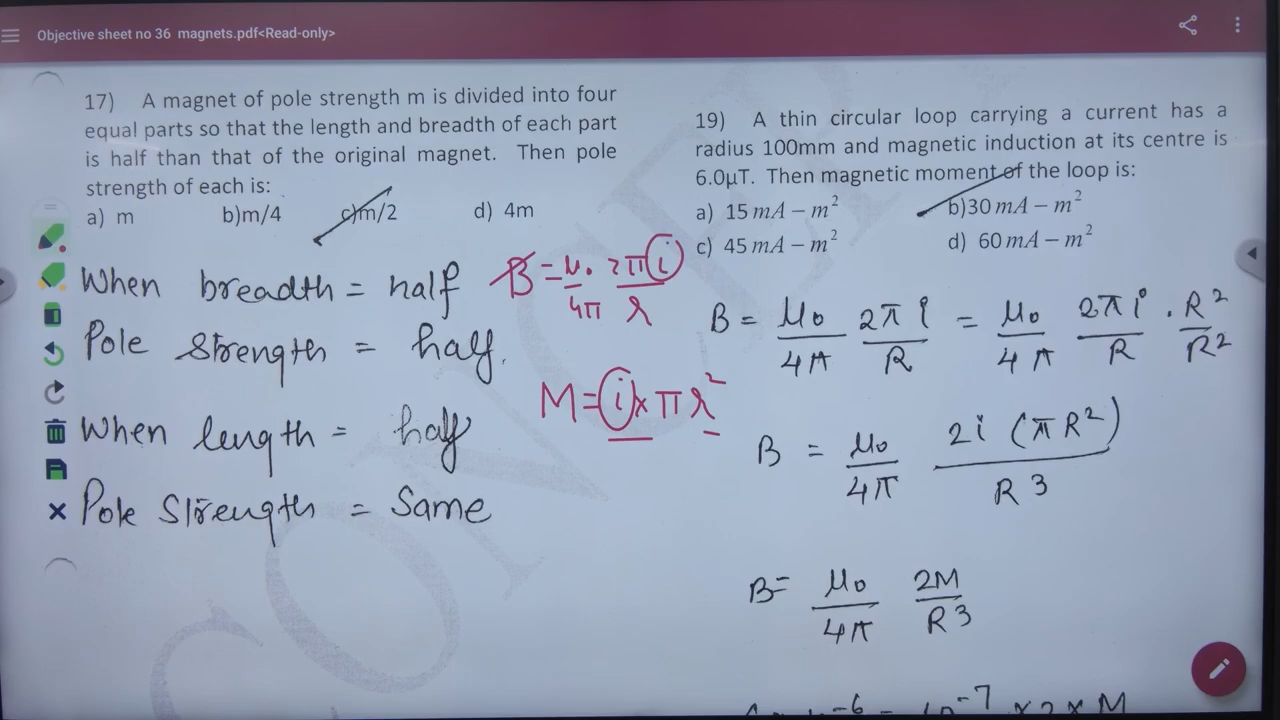 Objective sheet no 36 magnets.pdf<Read-only>
17) A magnet of pole strength m is divided into four
equal parts so that the length and breadth of each part
is half than that of the original magnet. Then pole
strength of each is:
a) m b)m/4 c)m/2 d) 4m
When breadth = half
Pole Strength = half.
When length = half
Pole Strength = Same
B = μ₀/4π 2πi/r
M = i × πr²
19) A thin circular loop carrying a current has a
radius 100mm and magnetic induction at its centre is
6.0μT. Then magnetic moment of the loop is:
a) 15 mA − m² b)30 mA − m²
c) 45 mA − m² d) 60 mA − m²
B = μ₀/4π 2πi/R = μ₀/4π 2πi/R · R²/R²
B = μ₀/4π 2i (πR²)/R³
B = μ₀/4π 2M/R³
× 2 × M
CONCEP